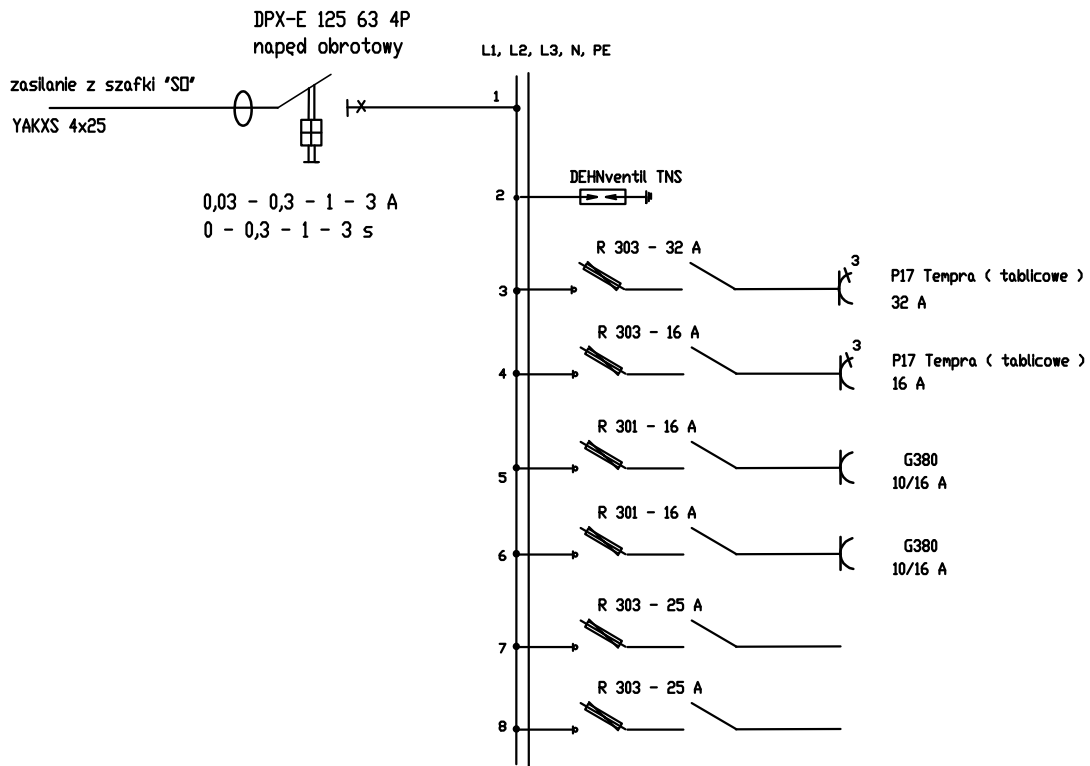 DPX-E 125 63 4P
napęd obrotowy
L1, L2, L3, N, PE
zasilanie z szafki "SO"
YAKXS 4x25
1
0,03 - 0,3 - 1 - 3 A
0 - 0,3 - 1 - 3 s
DEHNventil TNS
2
R 303 - 32 A
3
3
P17 Tempra ( tablicowe )
32 A
R 303 - 16 A
4
3
P17 Tempra ( tablicowe )
16 A
R 301 - 16 A
5
G380
10/16 A
R 301 - 16 A
6
G380
10/16 A
R 303 - 25 A
7
R 303 - 25 A
8